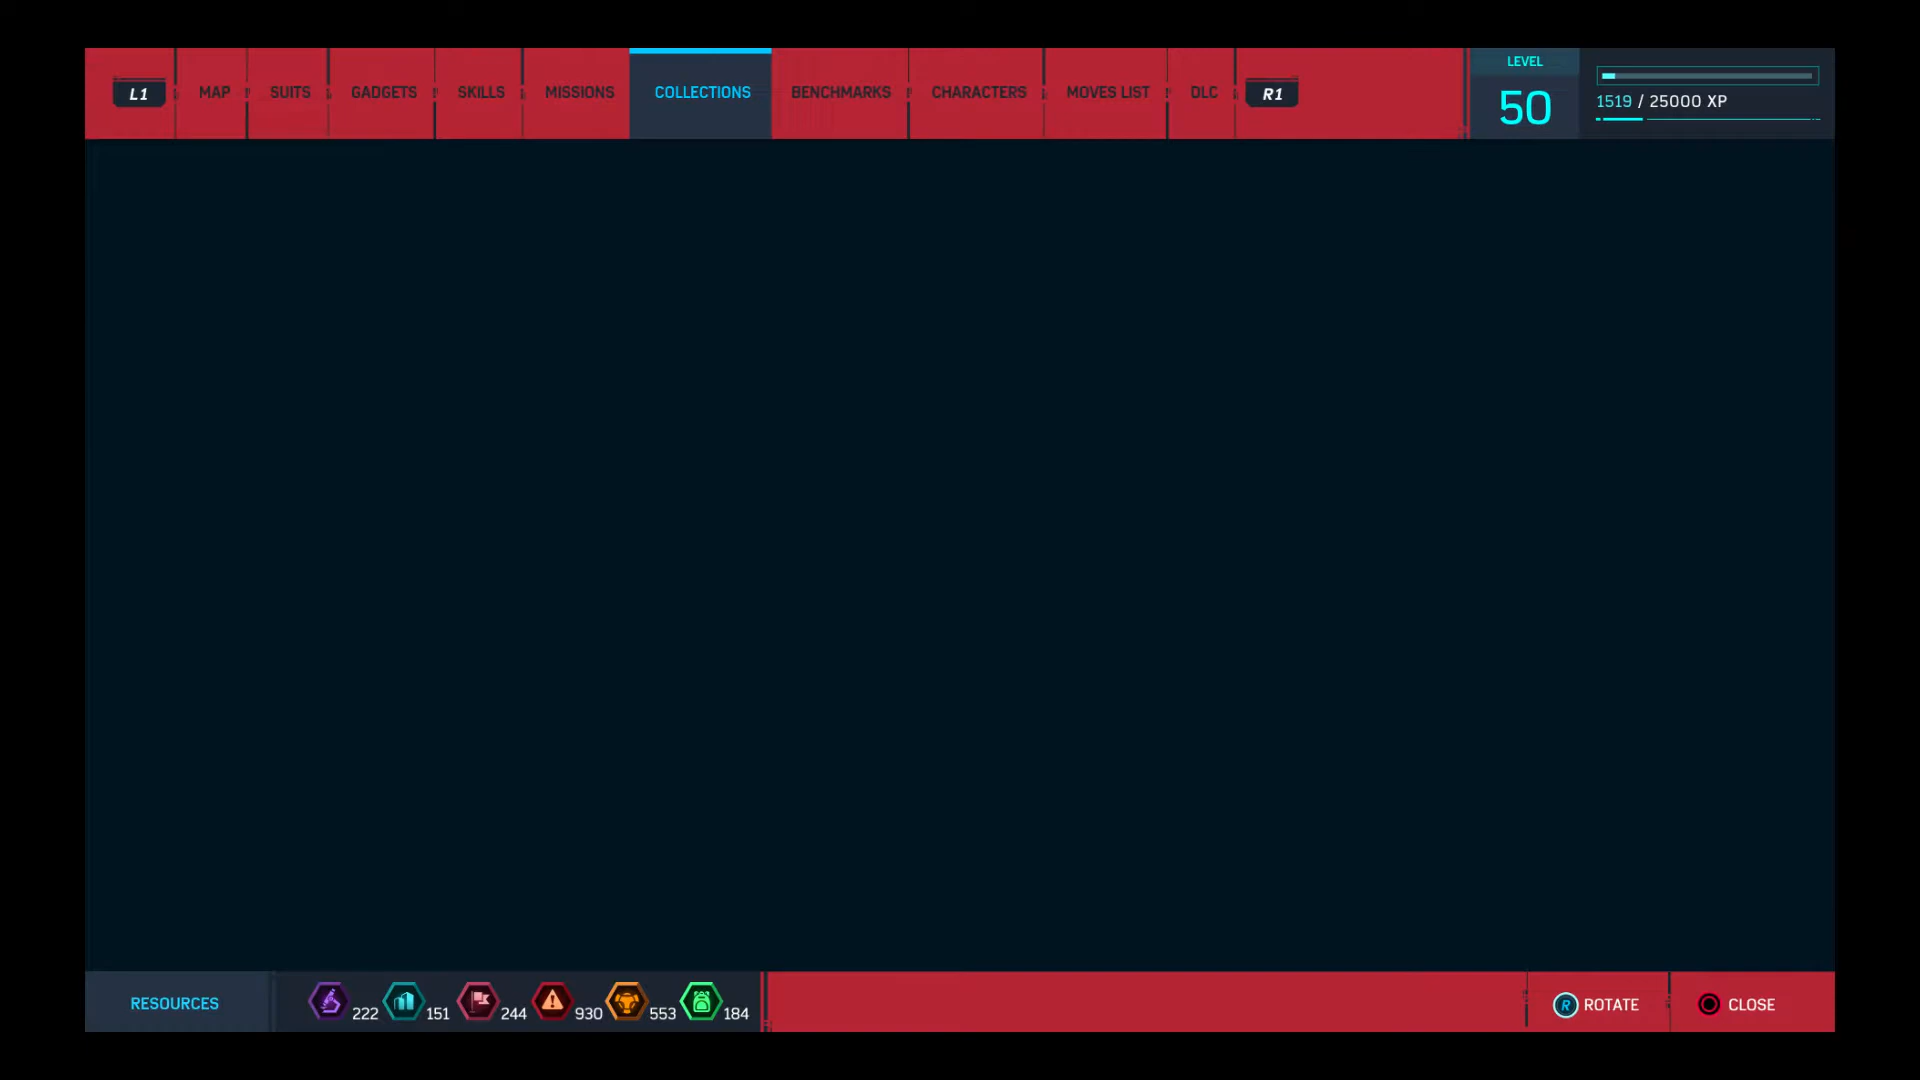 L1 MAP SUITS GADGETS SKILLS MISSIONS COLLECTIONS BENCHMARKS CHARACTERS MOVES LIST DLC R1
LEVEL
50
1519 / 25000 XP
RESOURCES 222 151 244 930 553 184
R ROTATE CLOSE